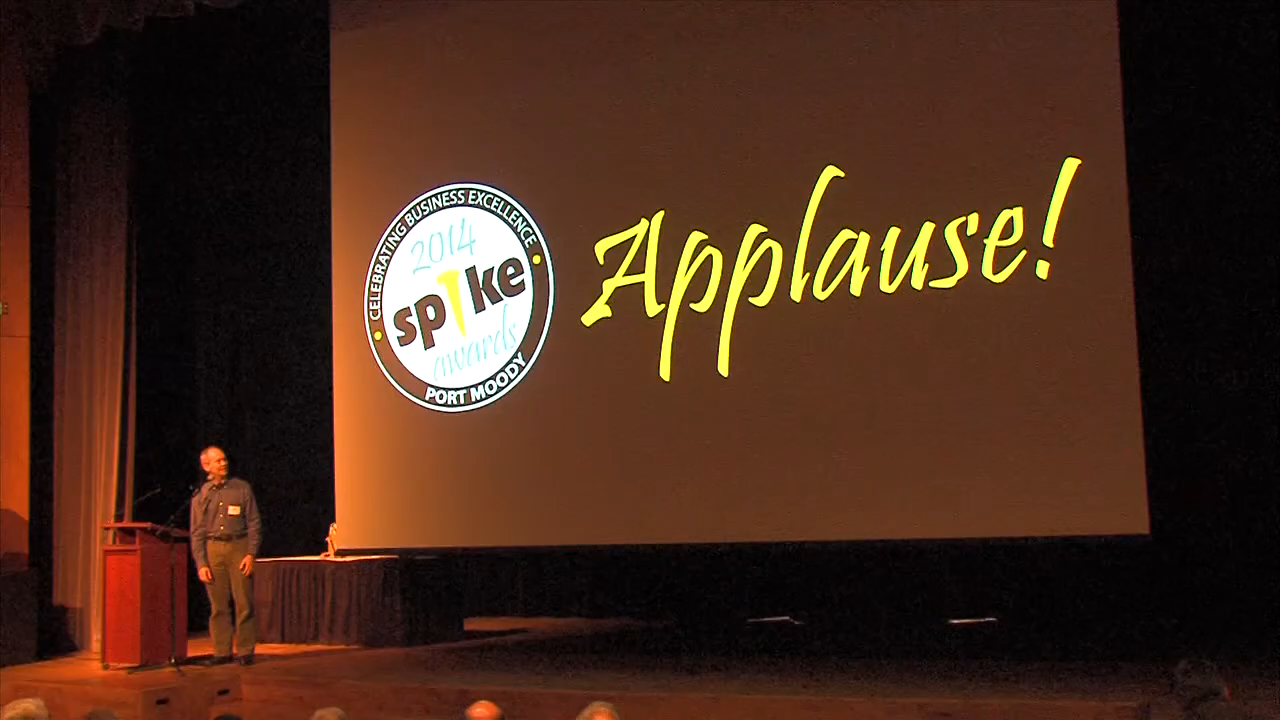 CELEBRATING BUSINESS EXCELLENCE
2014
spike
awards
PORT MOODY
Applause!